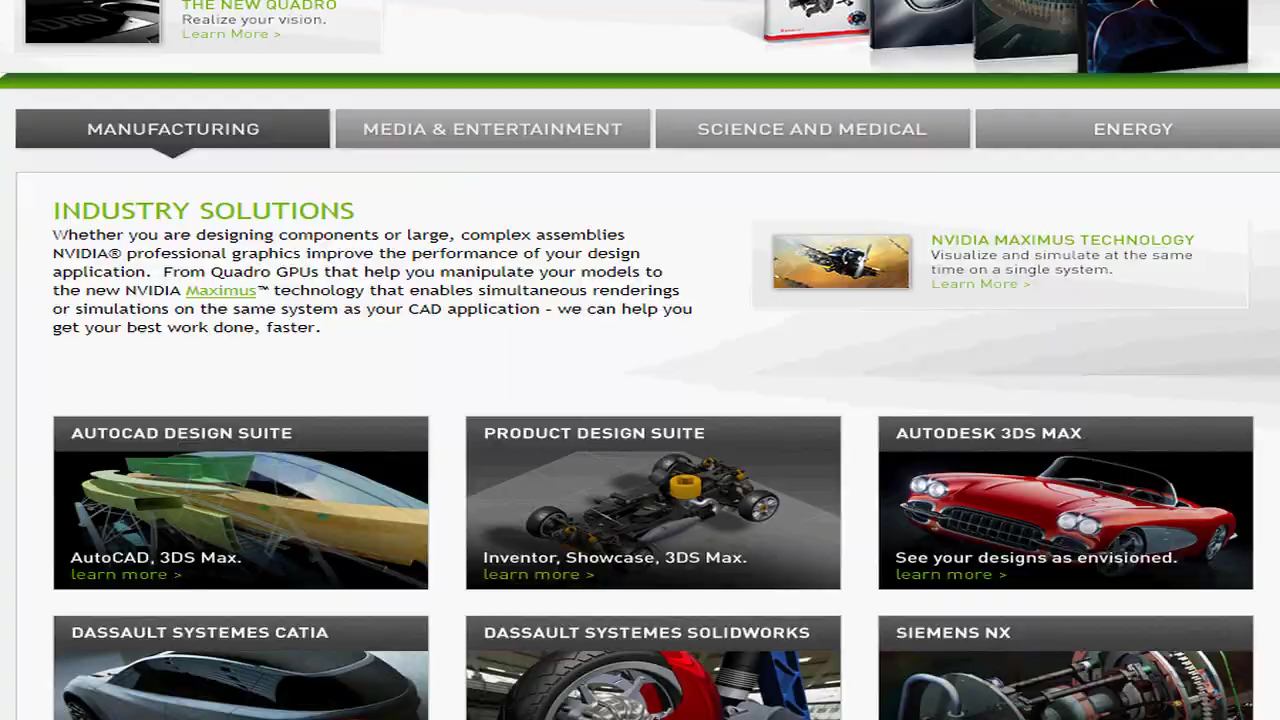 THE NEW QUADRO
Realize your vision.
Learn More >
MANUFACTURING
MEDIA & ENTERTAINMENT
SCIENCE AND MEDICAL
ENERGY
INDUSTRY SOLUTIONS
Whether you are designing components or large, complex assemblies
NVIDIA® professional graphics improve the performance of your design
application.  From Quadro GPUs that help you manipulate your models to
the new NVIDIA Maximus™ technology that enables simultaneous renderings
or simulations on the same system as your CAD application - we can help you
get your best work done, faster.
NVIDIA MAXIMUS TECHNOLOGY
Visualize and simulate at the same
time on a single system.
Learn More >
AUTOCAD DESIGN SUITE
AutoCAD, 3DS Max.
learn more >
PRODUCT DESIGN SUITE
Inventor, Showcase, 3DS Max.
learn more >
AUTODESK 3DS MAX
See your designs as envisioned.
learn more >
DASSAULT SYSTEMES CATIA
DASSAULT SYSTEMES SOLIDWORKS
SIEMENS NX